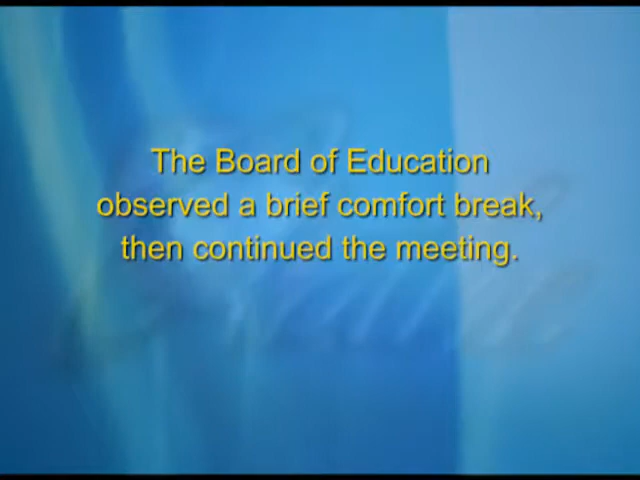 The Board of Education
observed a brief comfort break,
then continued the meeting.